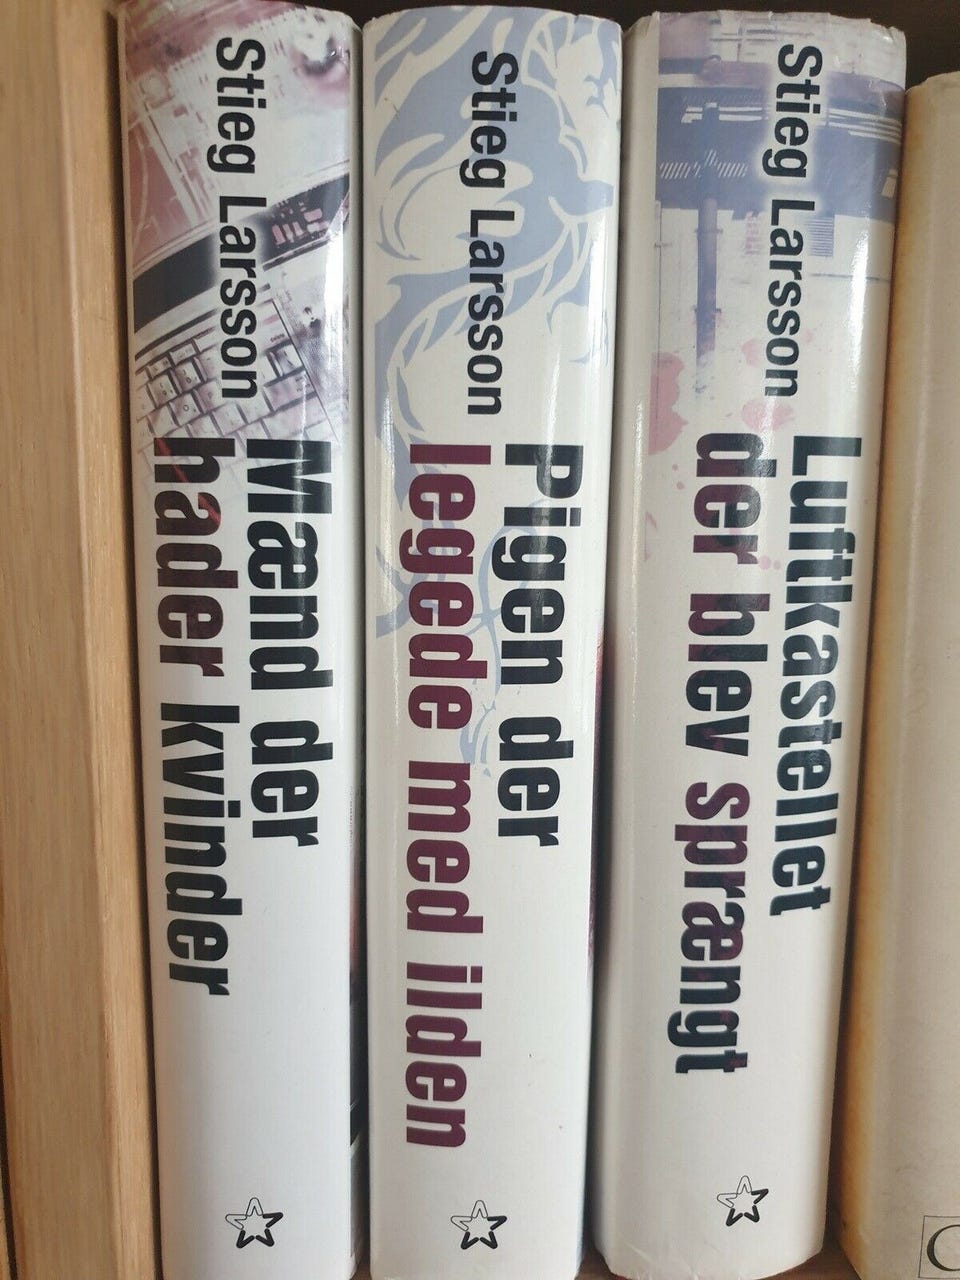 Stieg Larsson
Mænd der
hader kvinder
Stieg Larsson
Pigen der
legede med ilden
Stieg Larsson
Luftkastellet
der blev sprængt